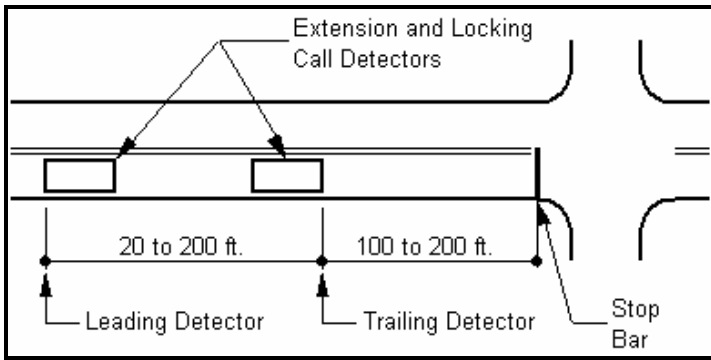 Extension and Locking
Call Detectors
20 to 200 ft.
100 to 200 ft.
Leading Detector
Trailing Detector
Stop
Bar